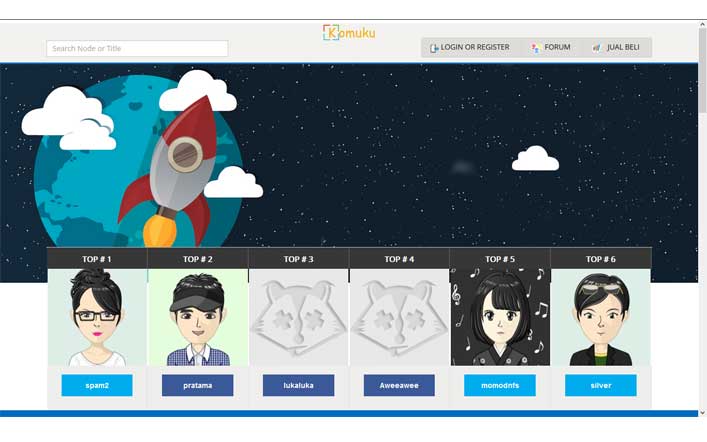 Komuku
Search Node or Title
LOGIN OR REGISTER
FORUM
JUAL BELI
TOP # 1
TOP # 2
TOP # 3
TOP # 4
TOP # 5
TOP # 6
spam2
pratama
lukaluka
Aweeawee
momodnfs
silver